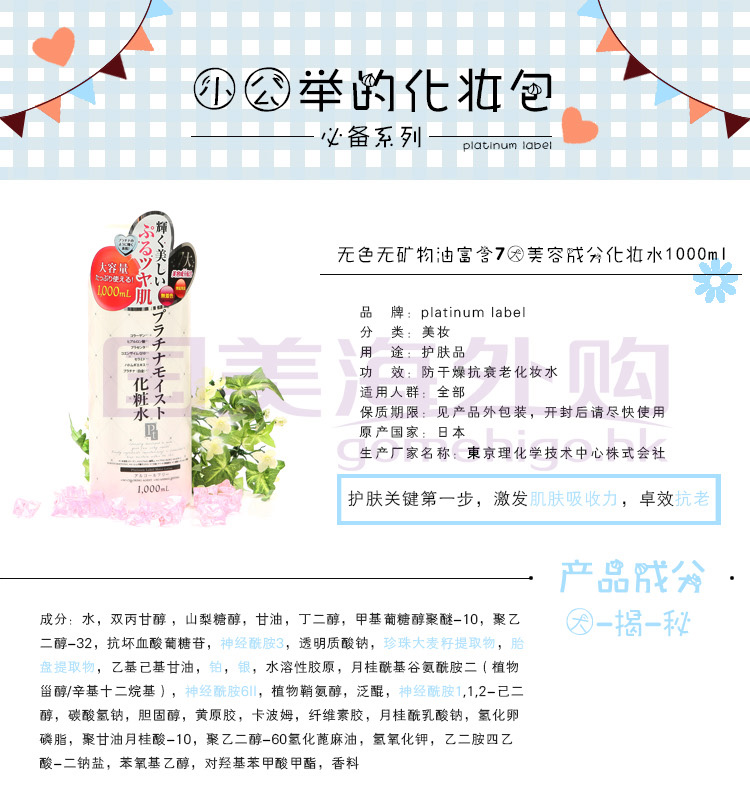 小公举的化妆包
必备系列
platinum label
无色无矿物油富含7大美容成分化妆水1000ml
品 牌：platinum label
分 类：美妆
用 途：护肤品
功 效：防干燥抗衰老化妆水
适用人群：全部
保质期限：见产品外包装，开封后请尽快使用
原产国家：日本
生产厂家名称：東京理化学技术中心株式会社
护肤关键第一步，激发肌肤吸收力，卓效抗老
輝く美しい
ぷるツヤ肌
大容量
たっぷり使える！
1,000mL
プラチナモイスト
化粧水
Pt
1,000mL
国美海外购
gomehigo.hk
产品成分
大-揭-秘
成分：水，双丙甘醇，山梨糖醇，甘油，丁二醇，甲基葡糖醇聚醚-10，聚乙
二醇-32，抗坏血酸葡糖苷，神经酰胺3，透明质酸钠，珍珠大麦籽提取物，胎
盘提取物，乙基己基甘油，铂，银，水溶性胶原，月桂酰基谷氨酰胺二（植物
甾醇/辛基十二烷基），神经酰胺6II，植物鞘氨醇，泛醌，神经酰胺1,1,2-己二
醇，碳酸氢钠，胆固醇，黄原胶，卡波姆，纤维素胶，月桂酰乳酸钠，氢化卵
磷脂，聚甘油月桂酸-10，聚乙二醇-60氢化蓖麻油，氢氧化钾，乙二胺四乙
酸-二钠盐，苯氧基乙醇，对羟基苯甲酸甲酯，香料